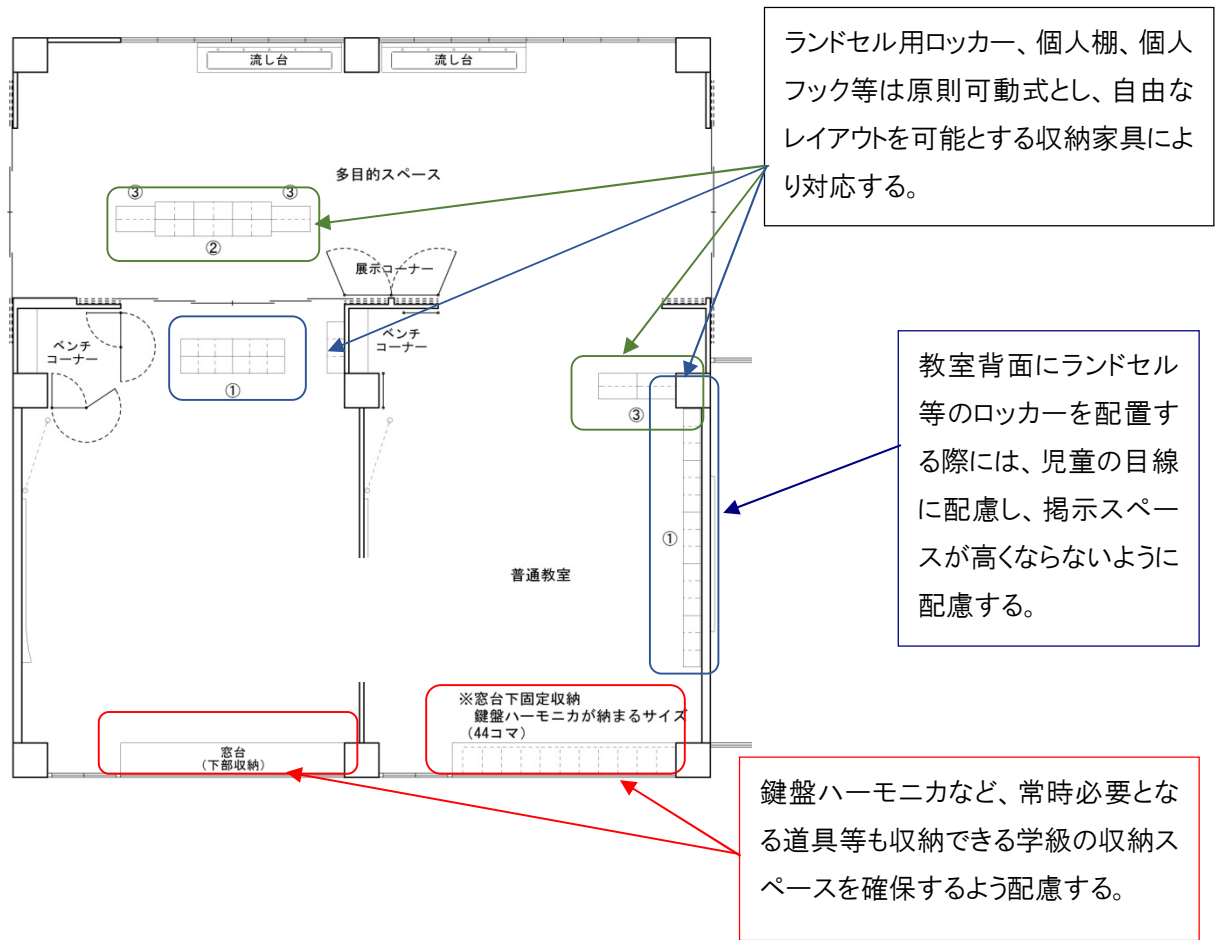 流し台
流し台
ランドセル用ロッカー、個人棚、個人
フック等は原則可動式とし、自由な
レイアウトを可能とする収納家具によ
り対応する。
多目的スペース
③
③
②
展示コーナー
ベンチ
コーナー
ベンチ
コーナー
①
③
教室背面にランドセル
等のロッカーを配置す
る際には、児童の目線
に配慮し、掲示スペー
スが高くならないように
配慮する。
①
普通教室
※窓台下固定収納
鍵盤ハーモニカが納まるサイズ
(44コマ)
窓台
(下部収納)
鍵盤ハーモニカなど、常時必要とな
る道具等も収納できる学級の収納ス
ペースを確保するよう配慮する。